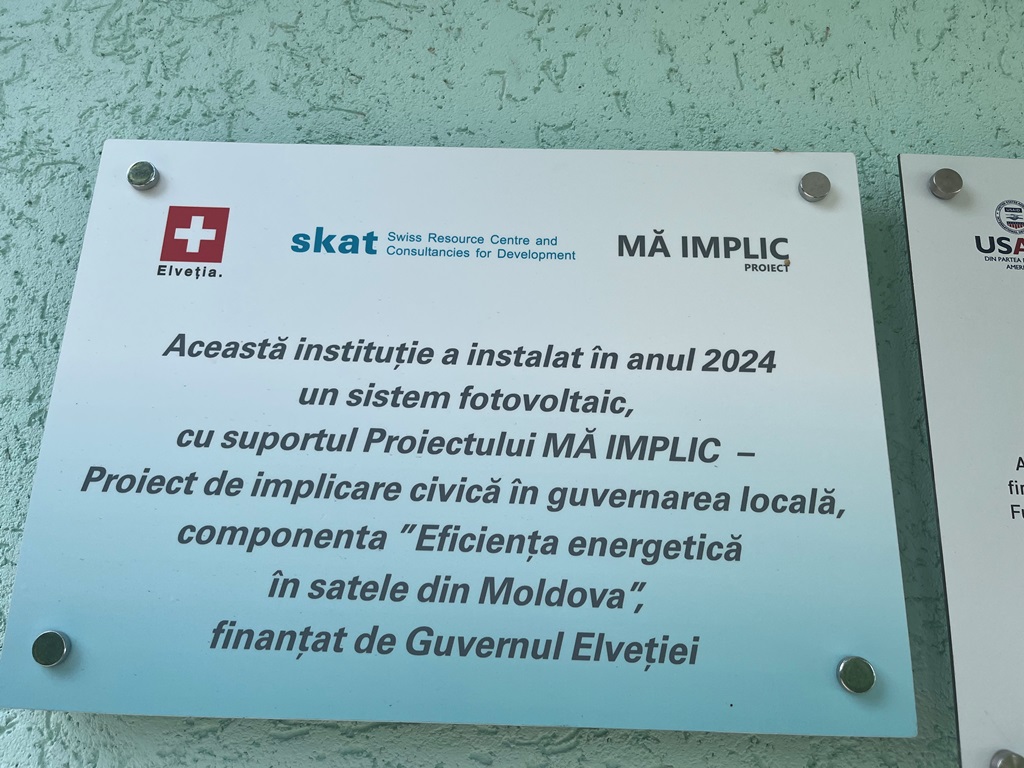 Elveția.
skat Swiss Resource Centre and
Consultancies for Development
MĂ IMPLIC
PROIECT
Această instituție a instalat în anul 2024
un sistem fotovoltaic,
cu suportul Proiectului MĂ IMPLIC –
Proiect de implicare civică în guvernarea locală,
componenta ”Eficiența energetică
în satele din Moldova”,
finanțat de Guvernul Elveției
DIN PARTEA